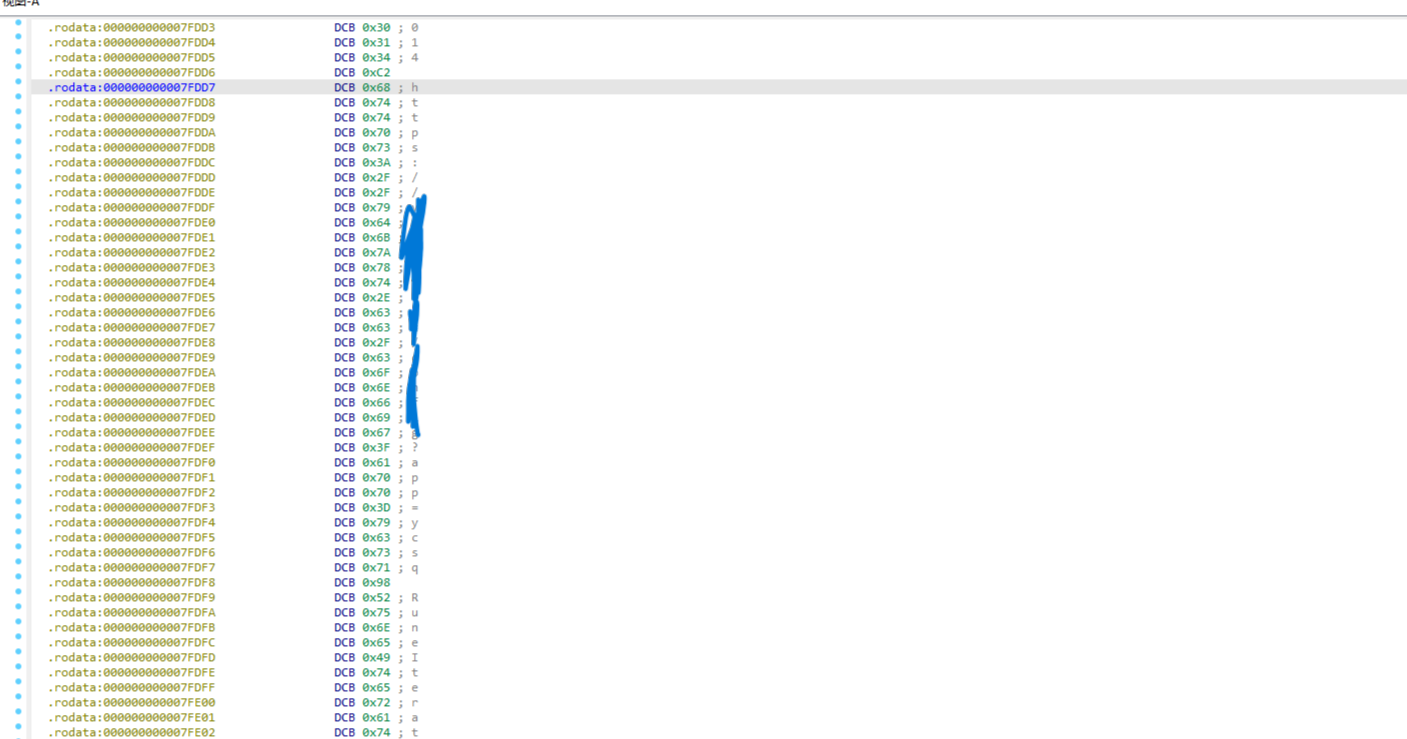 视图-A
.rodata:000000000007FDD3 DCB 0x30 ; 0
.rodata:000000000007FDD4 DCB 0x31 ; 1
.rodata:000000000007FDD5 DCB 0x34 ; 4
.rodata:000000000007FDD6 DCB 0xC2
.rodata:000000000007FDD7 DCB 0x68 ; h
.rodata:000000000007FDD8 DCB 0x74 ; t
.rodata:000000000007FDD9 DCB 0x74 ; t
.rodata:000000000007FDDA DCB 0x70 ; p
.rodata:000000000007FDDB DCB 0x73 ; s
.rodata:000000000007FDDC DCB 0x3A ; :
.rodata:000000000007FDDD DCB 0x2F ; /
.rodata:000000000007FDDE DCB 0x2F ; /
.rodata:000000000007FDDF DCB 0x79 ;
.rodata:000000000007FDE0 DCB 0x64 ;
.rodata:000000000007FDE1 DCB 0x6B
.rodata:000000000007FDE2 DCB 0x7A
.rodata:000000000007FDE3 DCB 0x78 ;
.rodata:000000000007FDE4 DCB 0x74 ;
.rodata:000000000007FDE5 DCB 0x2E ;
.rodata:000000000007FDE6 DCB 0x63 ;
.rodata:000000000007FDE7 DCB 0x63 ;
.rodata:000000000007FDE8 DCB 0x2F ;
.rodata:000000000007FDE9 DCB 0x63 ;
.rodata:000000000007FDEA DCB 0x6F ;
.rodata:000000000007FDEB DCB 0x6E ;
.rodata:000000000007FDEC DCB 0x66 ;
.rodata:000000000007FDED DCB 0x69 ;
.rodata:000000000007FDEE DCB 0x67 ; g
.rodata:000000000007FDEF DCB 0x3F ; ?
.rodata:000000000007FDF0 DCB 0x61 ; a
.rodata:000000000007FDF1 DCB 0x70 ; p
.rodata:000000000007FDF2 DCB 0x70 ; p
.rodata:000000000007FDF3 DCB 0x3D ; =
.rodata:000000000007FDF4 DCB 0x79 ; y
.rodata:000000000007FDF5 DCB 0x63 ; c
.rodata:000000000007FDF6 DCB 0x73 ; s
.rodata:000000000007FDF7 DCB 0x71 ; q
.rodata:000000000007FDF8 DCB 0x98
.rodata:000000000007FDF9 DCB 0x52 ; R
.rodata:000000000007FDFA DCB 0x75 ; u
.rodata:000000000007FDFB DCB 0x6E ; n
.rodata:000000000007FDFC DCB 0x65 ; e
.rodata:000000000007FDFD DCB 0x49 ; I
.rodata:000000000007FDFE DCB 0x74 ; t
.rodata:000000000007FDFF DCB 0x65 ; e
.rodata:000000000007FE00 DCB 0x72 ; r
.rodata:000000000007FE01 DCB 0x61 ; a
.rodata:000000000007FE02 DCB 0x74 ; t